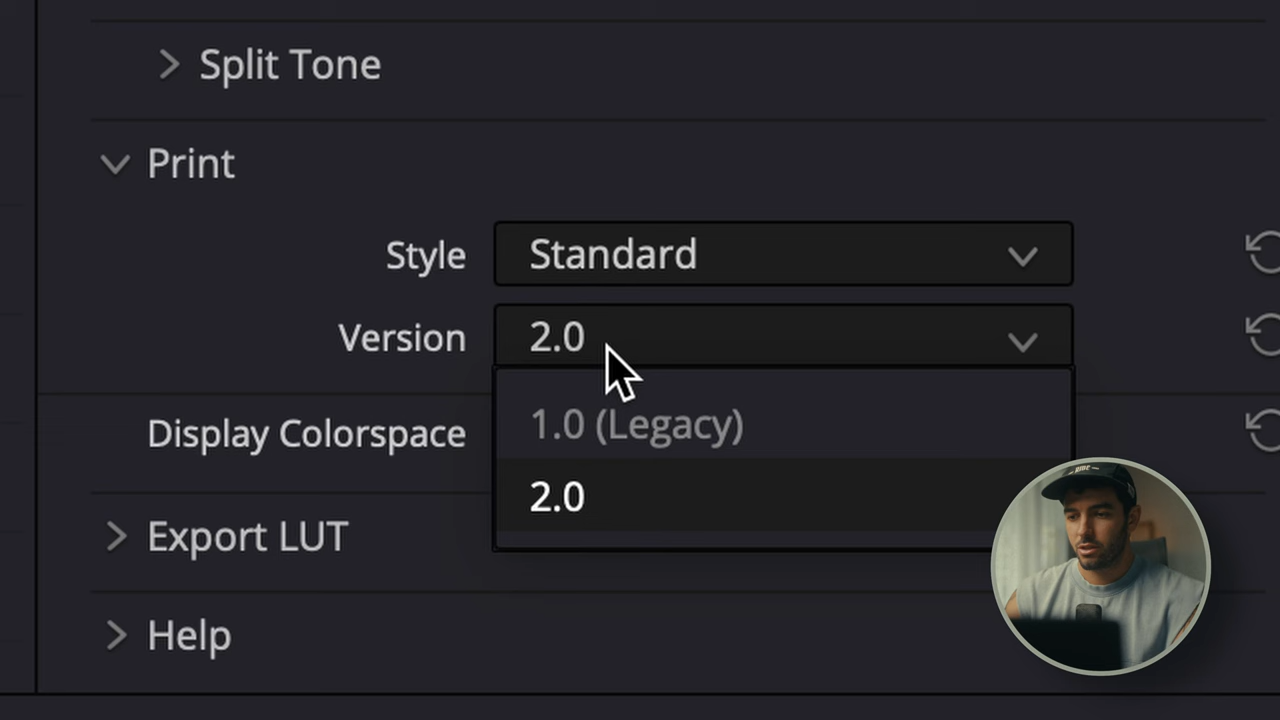 Split Tone
Print
Style Standard
Version 2.0
1.0 (Legacy)
Display Colorspace
2.0
Export LUT
Help